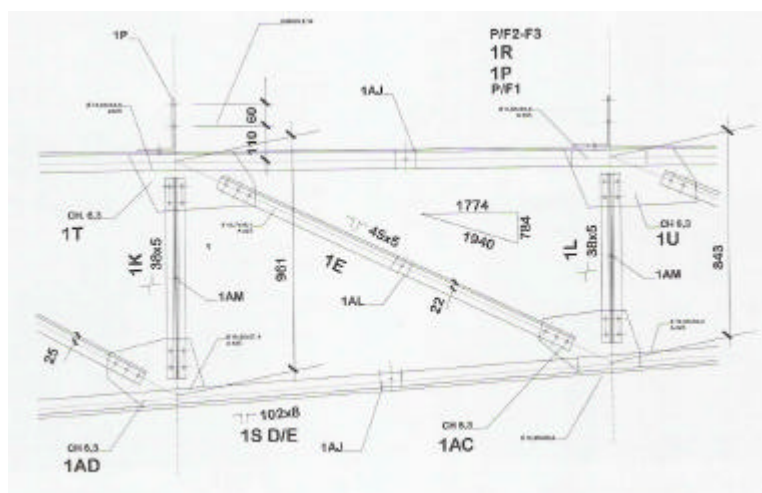 1P
P/F2-F3
1R
1P
P/F1
1AJ
60
110
CH. 6,3
1T
1774
784
1940
CH 6,3
1U
1K
38x5
45x5
1E
961
1L
38x5
843
1AM
1AL
22
1AM
25
102x8
1S D/E
CH 6,3
1AD
1AJ
CH 6,3
1AC